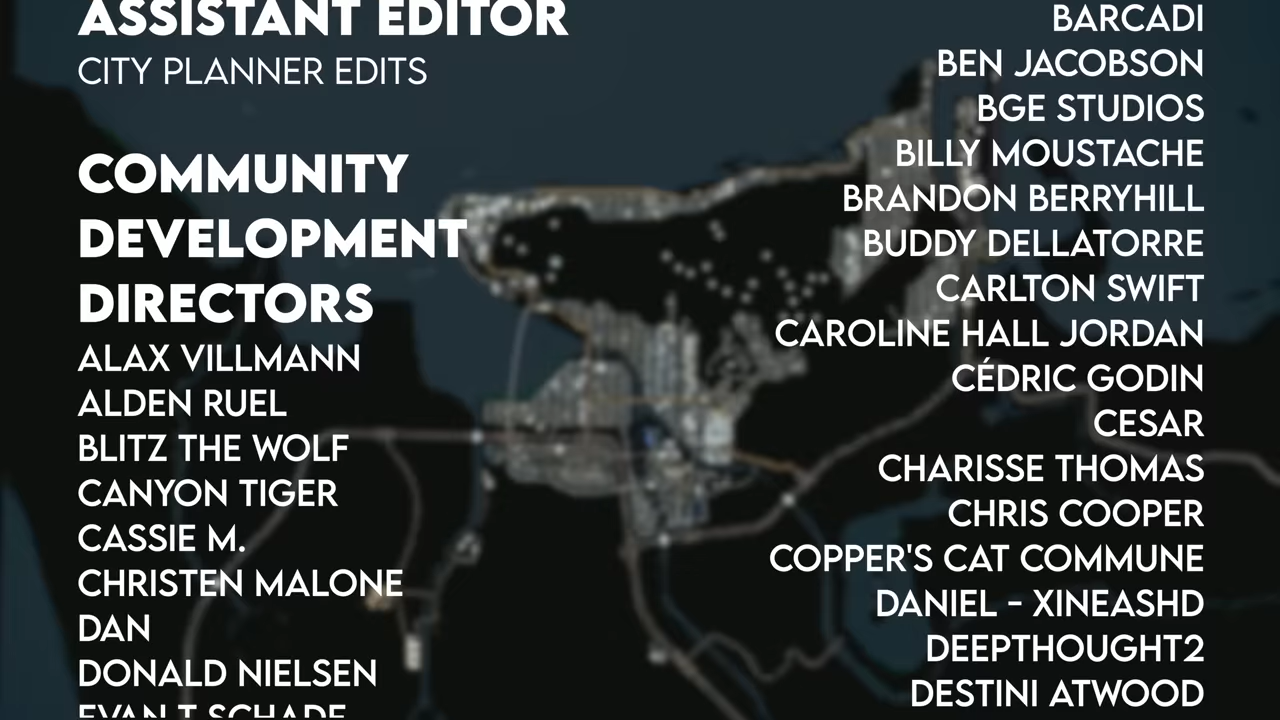 ASSISTANT EDITOR
CITY PLANNER EDITS
COMMUNITY
DEVELOPMENT
DIRECTORS
ALAX VILLMANN
ALDEN RUEL
BLITZ THE WOLF
CANYON TIGER
CASSIE M.
CHRISTEN MALONE
DAN
DONALD NIELSEN
EVAN T SCHADE
BARCADI
BEN JACOBSON
BGE STUDIOS
BILLY MOUSTACHE
BRANDON BERRYHILL
BUDDY DELLATORRE
CARLTON SWIFT
CAROLINE HALL JORDAN
CÉDRIC GODIN
CESAR
CHARISSE THOMAS
CHRIS COOPER
COPPER'S CAT COMMUNE
DANIEL - XINEASHD
DEEPTHOUGHT2
DESTINI ATWOOD